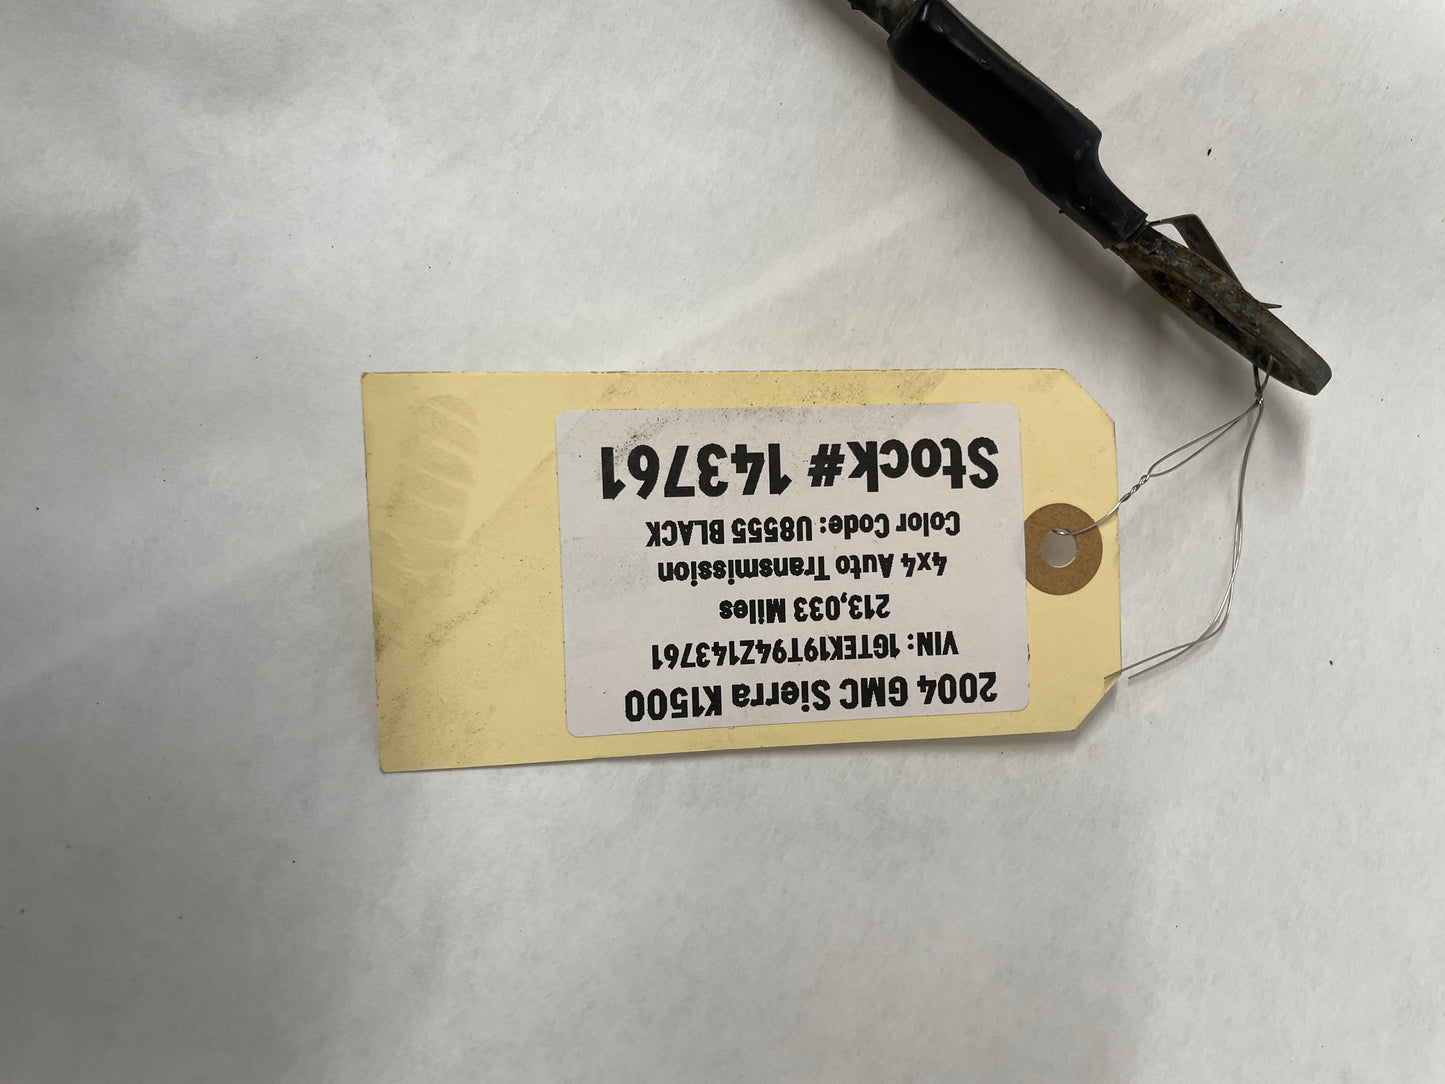 2004 GMC Sierra K1500
VIN: 1GTEK19T94Z143761
213,033 Miles
4x4 Auto Transmission
Color Code: U8555 BLACK
Stock# 143761